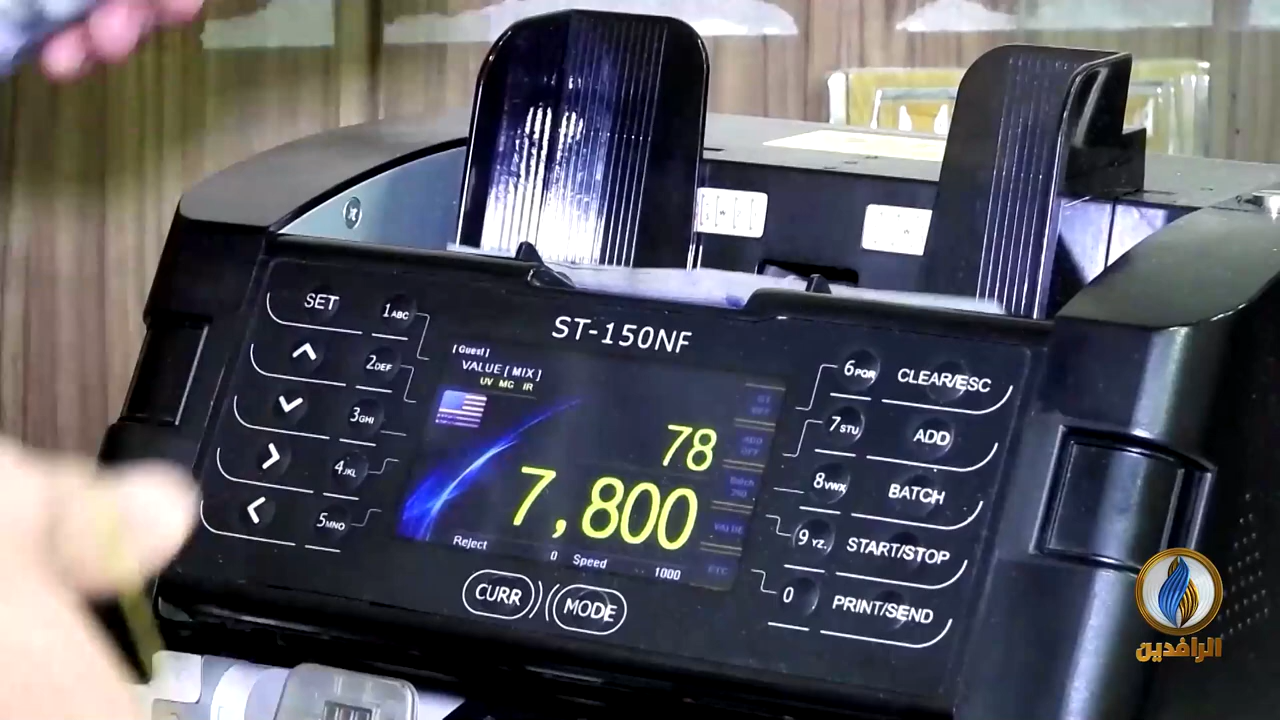 ST-150NF
SET
1ABC
2DEF
3GHI
4JKL
5MNO
[ Guest ]
VALUE [ MIX ]
UV MG IR
78
7,800
ADD
OFF
Batch
VALUE
Reject 0 Speed 1000
CURR
MODE
6PQR CLEAR/ESC
7STU ADD
8VWX BATCH
9YZ. START/STOP
0 PRINT/SEND
الرافدين